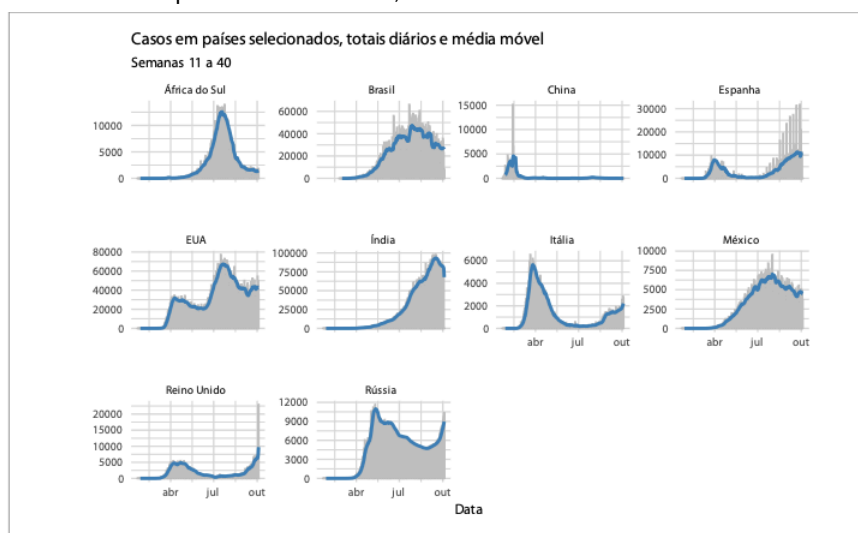 Casos em países selecionados, totais diários e média móvel
Semanas 11 a 40
África do Sul Brasil China Espanha
10000 5000 0
60000 40000 20000 0
15000 10000 5000 0
30000 20000 10000 0
EUA Índia Itália México
80000 60000 40000 20000 0
100000 75000 50000 25000 0
6000 4000 2000 0
10000 7500 5000 2500 0
abr jul out abr jul out
Reino Unido Rússia
20000 15000 10000 5000 0
12000 9000 6000 3000 0
abr jul out abr jul out
Data